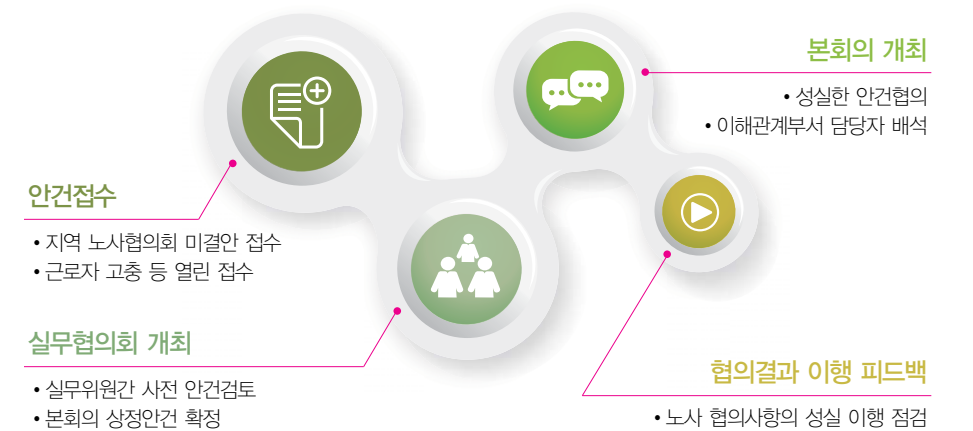 안건접수
• 지역 노사협의회 미결안 접수
• 근로자 고충 등 열린 접수
실무협의회 개최
• 실무위원간 사전 안건검토
• 본회의 상정안건 확정
본회의 개최
• 성실한 안건협의
• 이해관계부서 담당자 배석
협의결과 이행 피드백
• 노사 협의사항의 성실 이행 점검